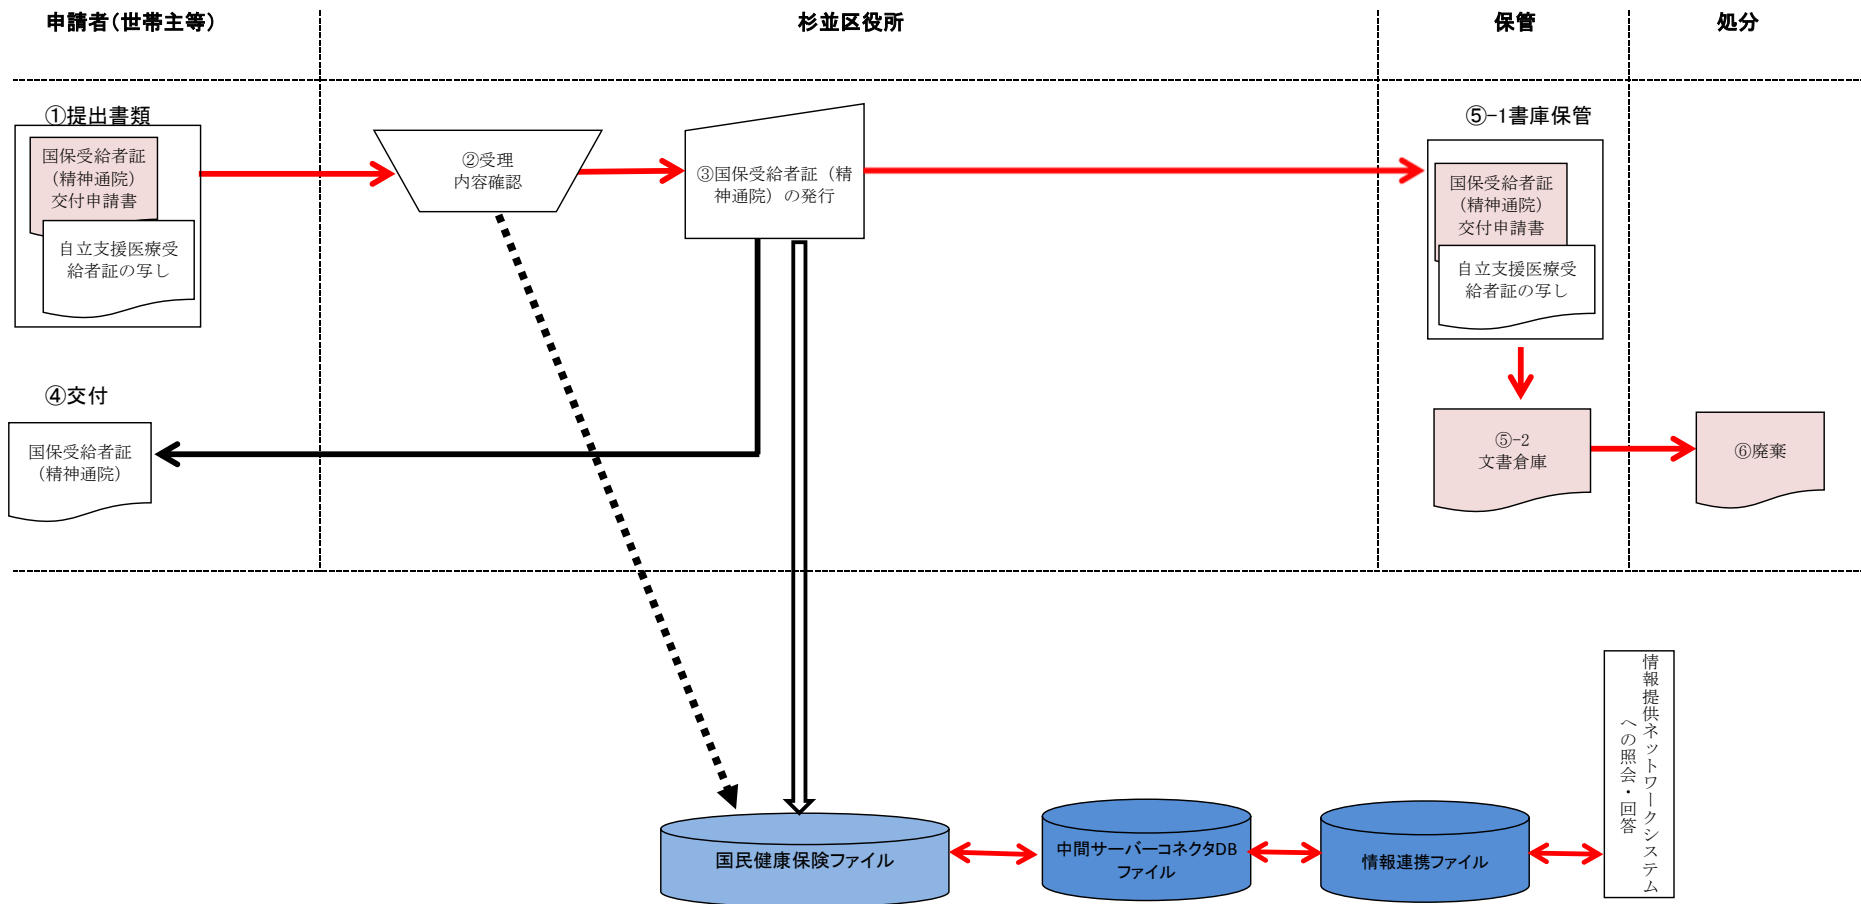 申請者（世帯主等）
杉並区役所
保管
処分
①提出書類
国保受給者証
（精神通院）
交付申請書
自立支援医療受
給者証の写し
②受理
内容確認
③国保受給者証（精
神通院）の発行
⑤-1書庫保管
国保受給者証
（精神通院）
交付申請書
自立支援医療受
給者証の写し
④交付
国保受給者証
（精神通院）
⑤-2
文書倉庫
⑥廃棄
国民健康保険ファイル
中間サーバーコネクタDB
ファイル
情報連携ファイル
情報提供ネットワークシステム
への照会・回答